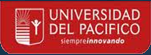 UNIVERSIDAD
DEL PACIFICO
siempreinnovando